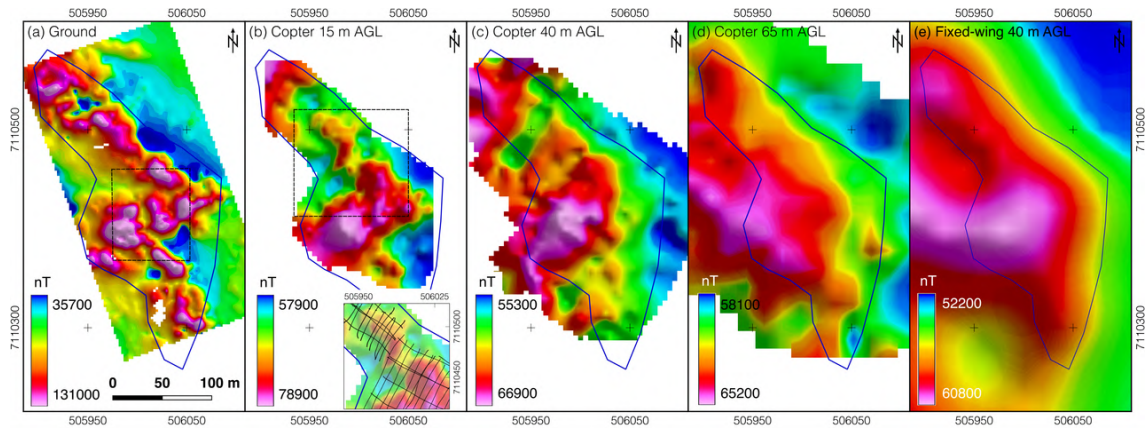 505950 506050 505950 506050 505950 506050 505950 506050 505950 506050
(a) Ground N (b) Copter 15 m AGL N (c) Copter 40 m AGL N (d) Copter 65 m AGL N (e) Fixed-wing 40 m AGL N
7110500 7110500
7110300 7110300
nT 35700 131000
0 50 100 m
nT 57900 78900
505950 506025
7110500
7110450
nT 55300 66900
nT 58100 65200
nT 52200 60800
505950 506050 505950 506050 505950 506050 505950 506050 505950 506050